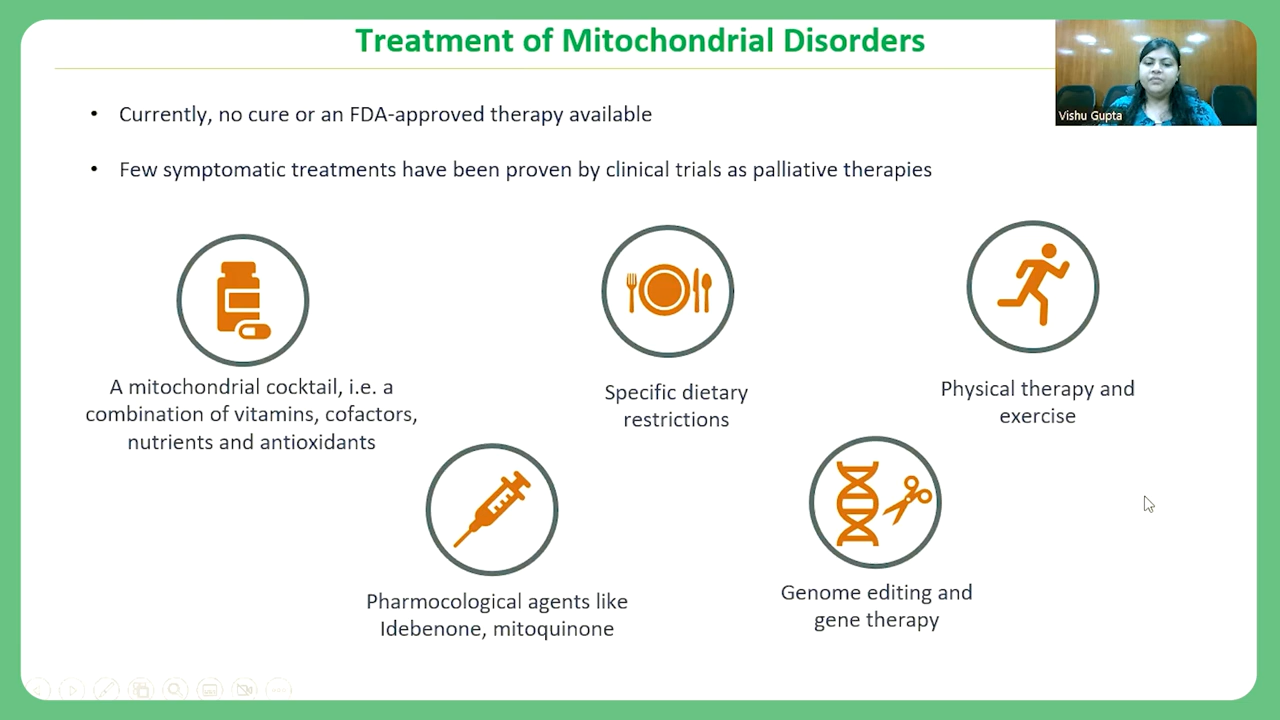 Treatment of Mitochondrial Disorders
Vishu Gupta
• Currently, no cure or an FDA-approved therapy available
• Few symptomatic treatments have been proven by clinical trials as palliative therapies
A mitochondrial cocktail, i.e. a
combination of vitamins, cofactors,
nutrients and antioxidants
Specific dietary
restrictions
Physical therapy and
exercise
Pharmocological agents like
Idebenone, mitoquinone
Genome editing and
gene therapy